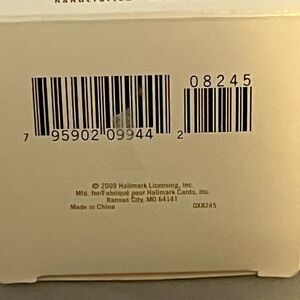 HANDCRAFTED
08245
7 95902 09944 2
© 2009 Hallmark Licensing, Inc.
Mfd. for/Fabriqué pour Hallmark Cards, Inc.
Kansas City, MO 64141
Made in China QX8245